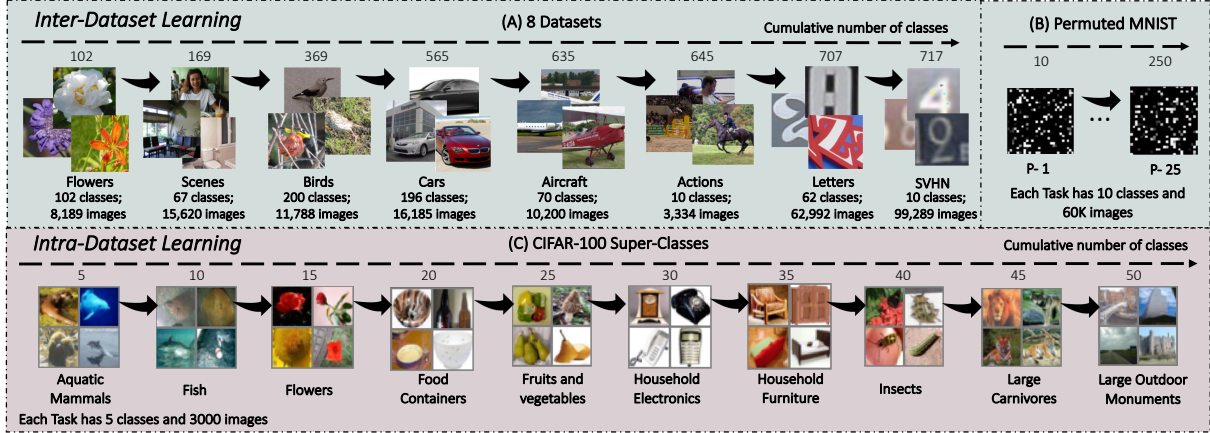 Inter-Dataset Learning
(A) 8 Datasets
Cumulative number of classes
102 169 369 565 635 645 707 717
Flowers
102 classes;
8,189 images
Scenes
67 classes;
15,620 images
Birds
200 classes;
11,788 images
Cars
196 classes;
16,185 images
Aircraft
70 classes;
10,200 images
Actions
10 classes;
3,334 images
Letters
62 classes;
62,992 images
SVHN
10 classes;
99,289 images
(B) Permuted MNIST
10 250
...
P- 1 P- 25
Each Task has 10 classes and
60K images
Intra-Dataset Learning
(C) CIFAR-100 Super-Classes
Cumulative number of classes
5 10 15 20 25 30 35 40 45 50
Aquatic
Mammals
Fish
Flowers
Food
Containers
Fruits and
vegetables
Household
Electronics
Household
Furniture
Insects
Large
Carnivores
Large Outdoor
Monuments
Each Task has 5 classes and 3000 images